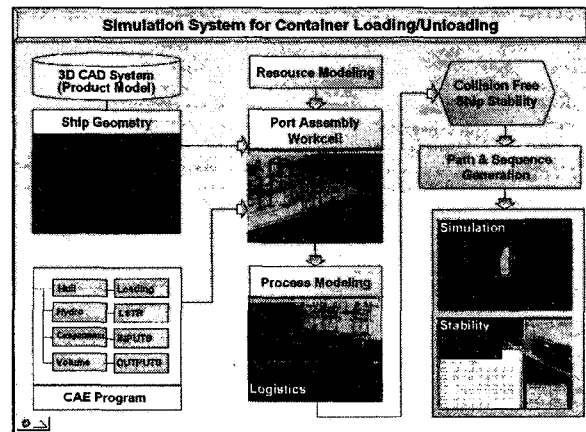 Simulation System for Container Loading/Unloading
3D CAD System
(Product Model)
Ship Geometry
Hull
Loading
Hydro
Compartment
INPUTS
Volume
OUTPUTS
CAE Program
Resource Modeling
Port Assembly
Workcell
Process Modeling
Logistics
Collision Free
Ship Stability
Path & Sequence
Generation
Simulation
Stability